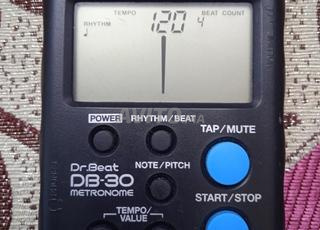 TEMPO 120 BEAT COUNT
RHYTHM 4
POWER RHYTHM/BEAT
TAP/MUTE
NOTE/PITCH
Dr.Beat
DB-30
METRONOME
START/STOP
TEMPO/
VALUE